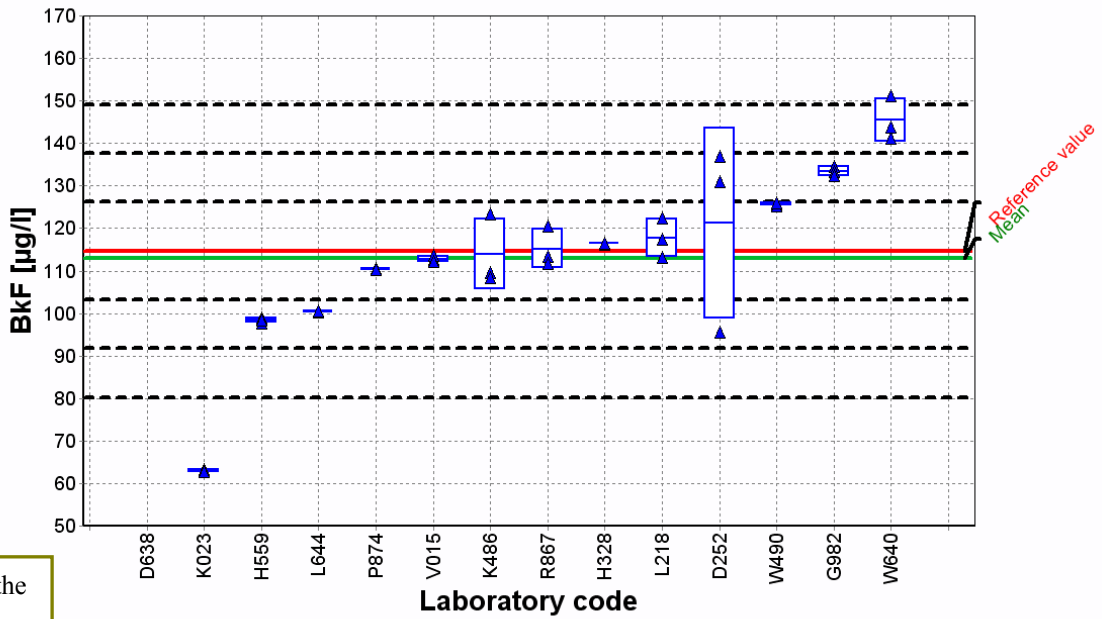 170
160
150
140
130
120
110
100
90
80
70
60
50
BkF [µg/l]
Reference value
Mean
D638
K023
H559
L644
P874
V015
K486
R867
H328
L218
D252
W490
G982
W640
Laboratory code
the